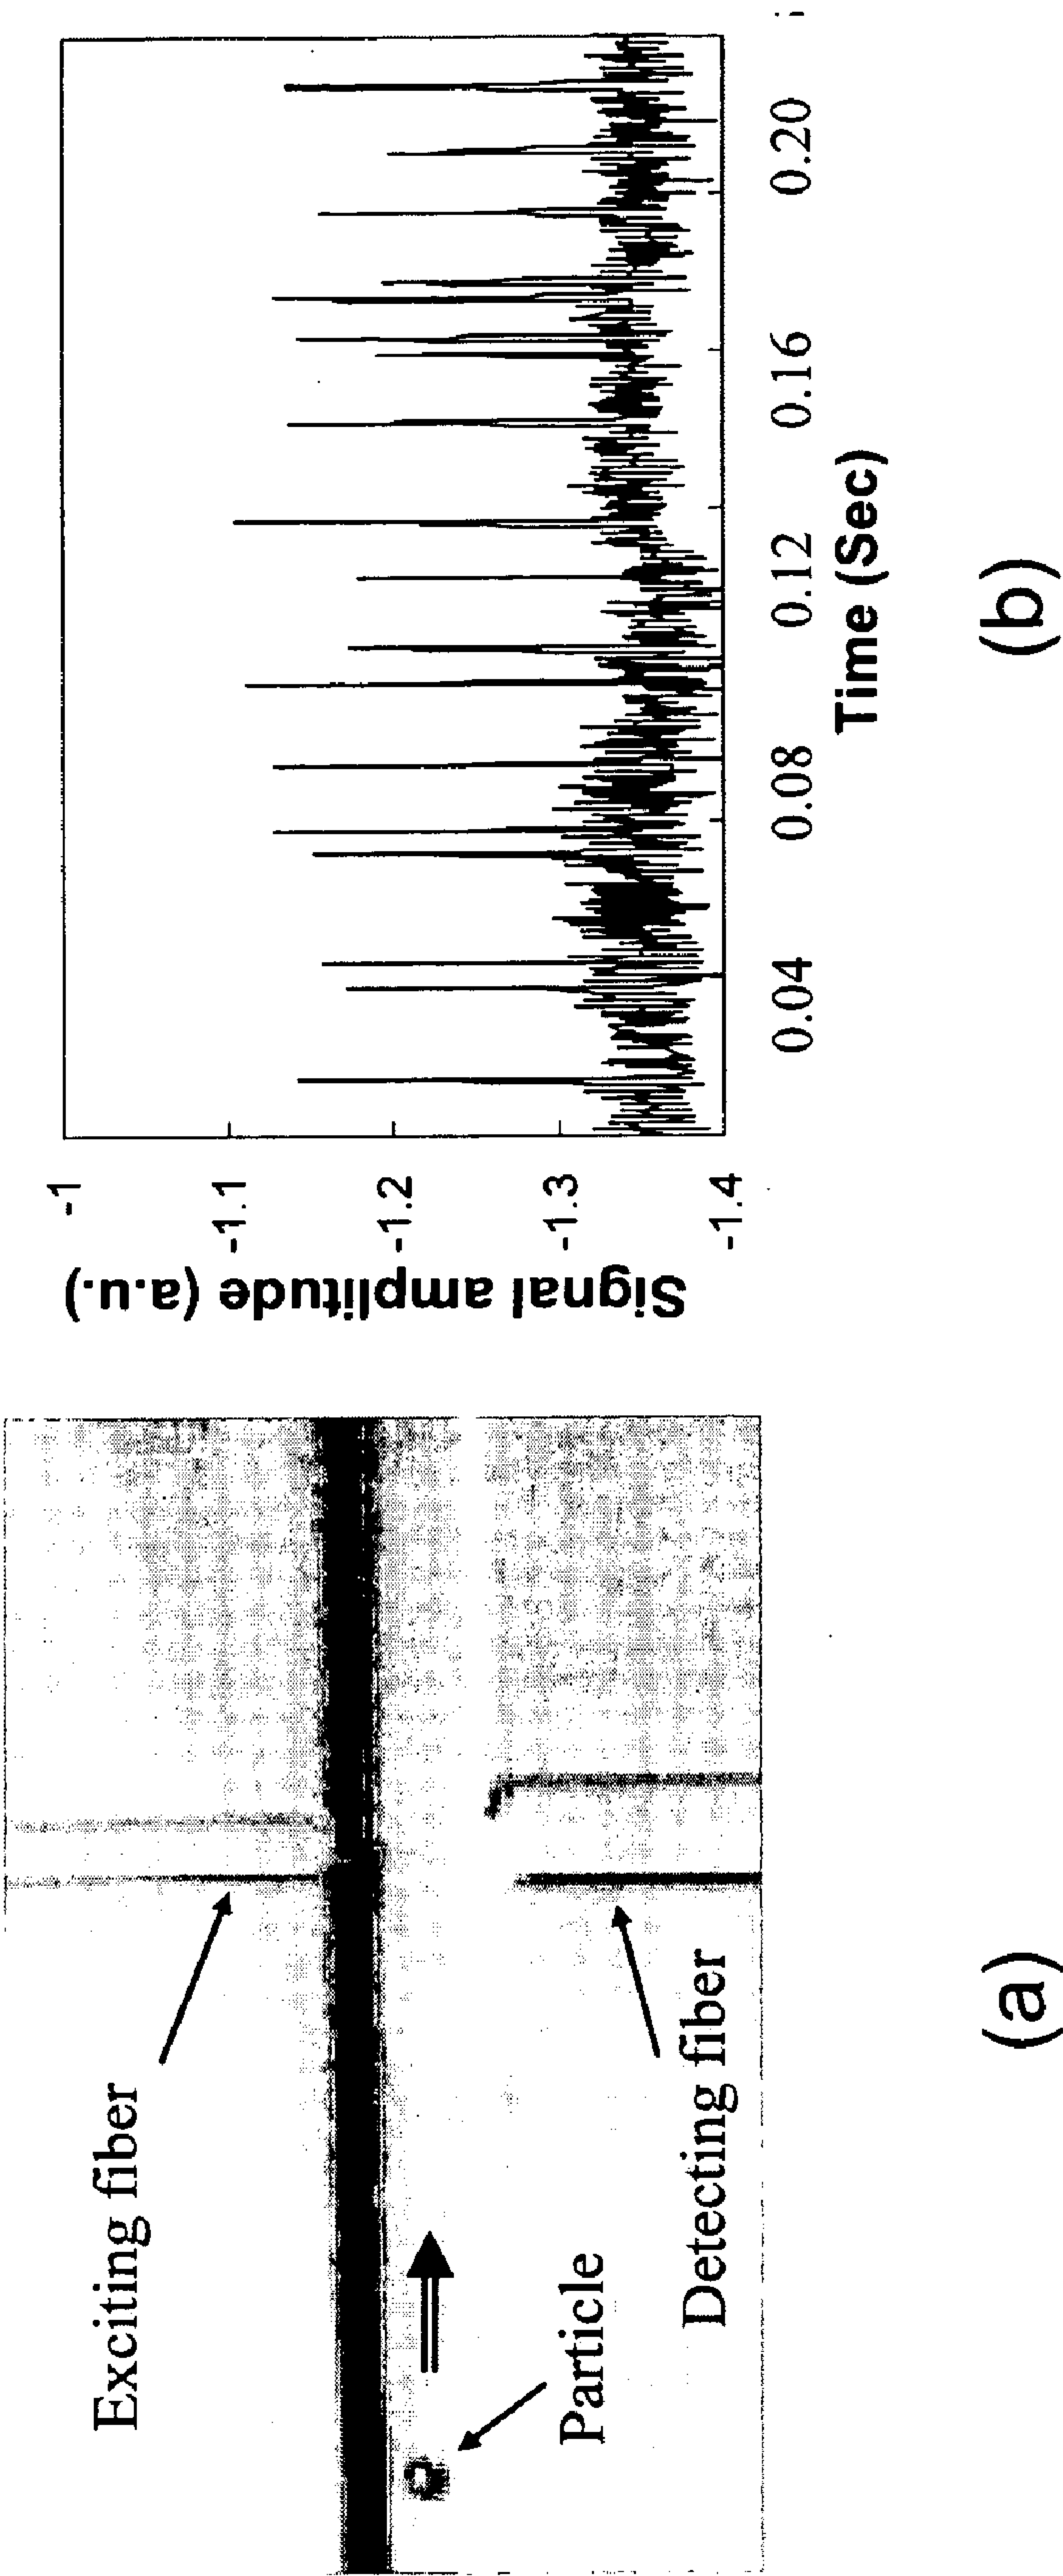 Exciting fiber
Particle
Detecting fiber
(a)
Signal amplitude (a.u.)
-1
-1.1
-1.2
-1.3
-1.4
0.04 0.08 0.12 0.16 0.20
Time (Sec)
(b)